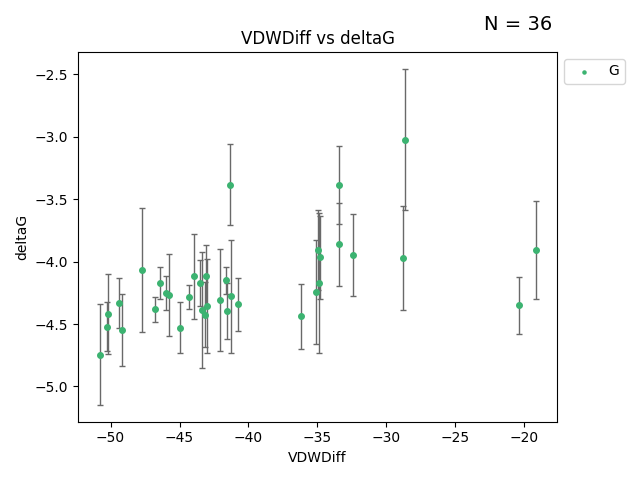 N = 36
VDWDiff vs deltaG
G
deltaG
−2.5
−3.0
−3.5
−4.0
−4.5
−5.0
−50 −45 −40 −35 −30 −25 −20
VDWDiff